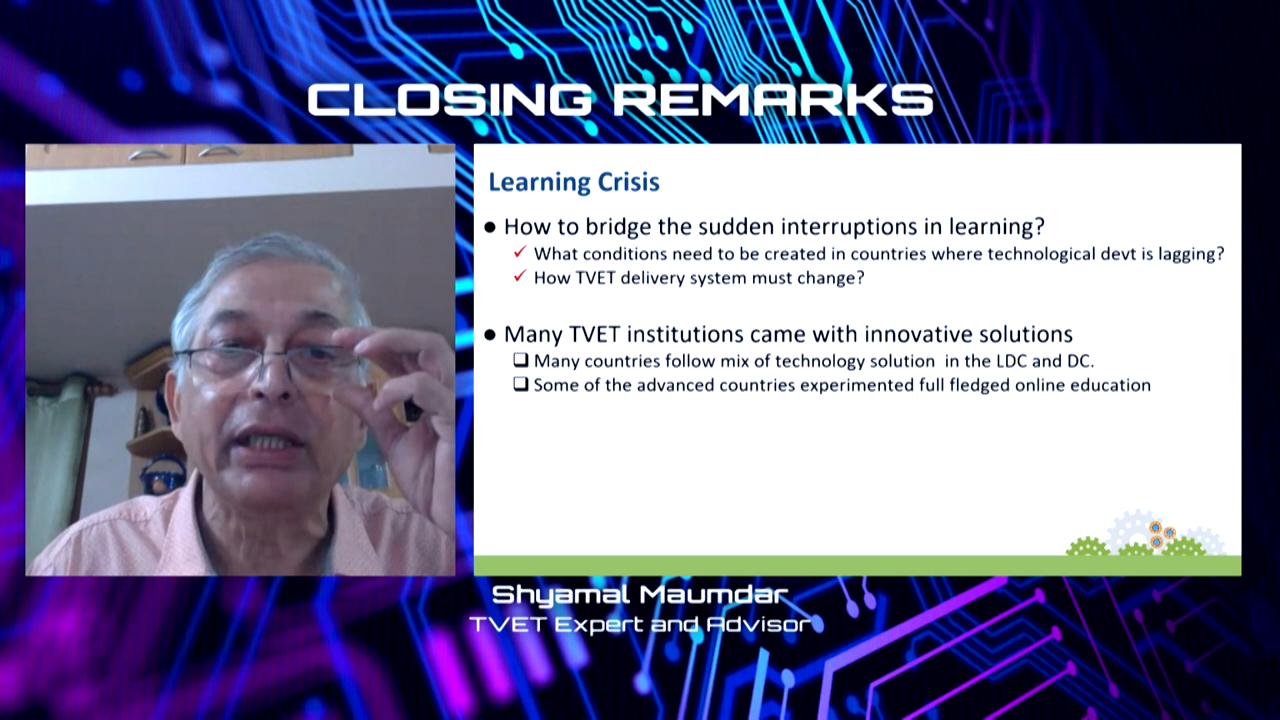 CLOSING REMARKS
Learning Crisis
● How to bridge the sudden interruptions in learning?
✓ What conditions need to be created in countries where technological devt is lagging?
✓ How TVET delivery system must change?
● Many TVET institutions came with innovative solutions
❑ Many countries follow mix of technology solution in the LDC and DC.
❑ Some of the advanced countries experimented full fledged online education
Shyamal Maumdar
TVET Expert and Advisor